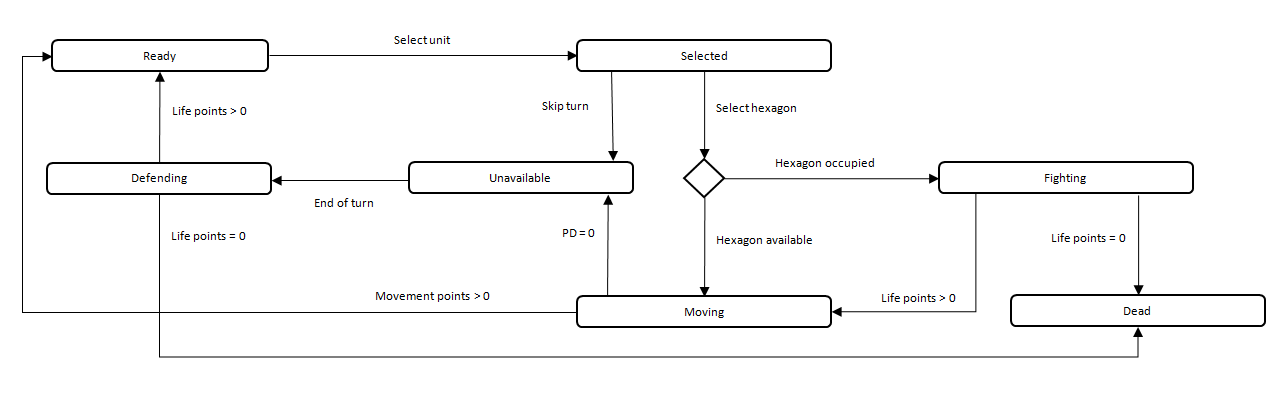 Select unit
Ready
Selected
Skip turn
Select hexagon
Life points > 0
Hexagon occupied
Defending
Unavailable
Fighting
End of turn
Life points = 0
PD = 0
Hexagon available
Life points = 0
Movement points > 0
Life points > 0
Moving
Dead